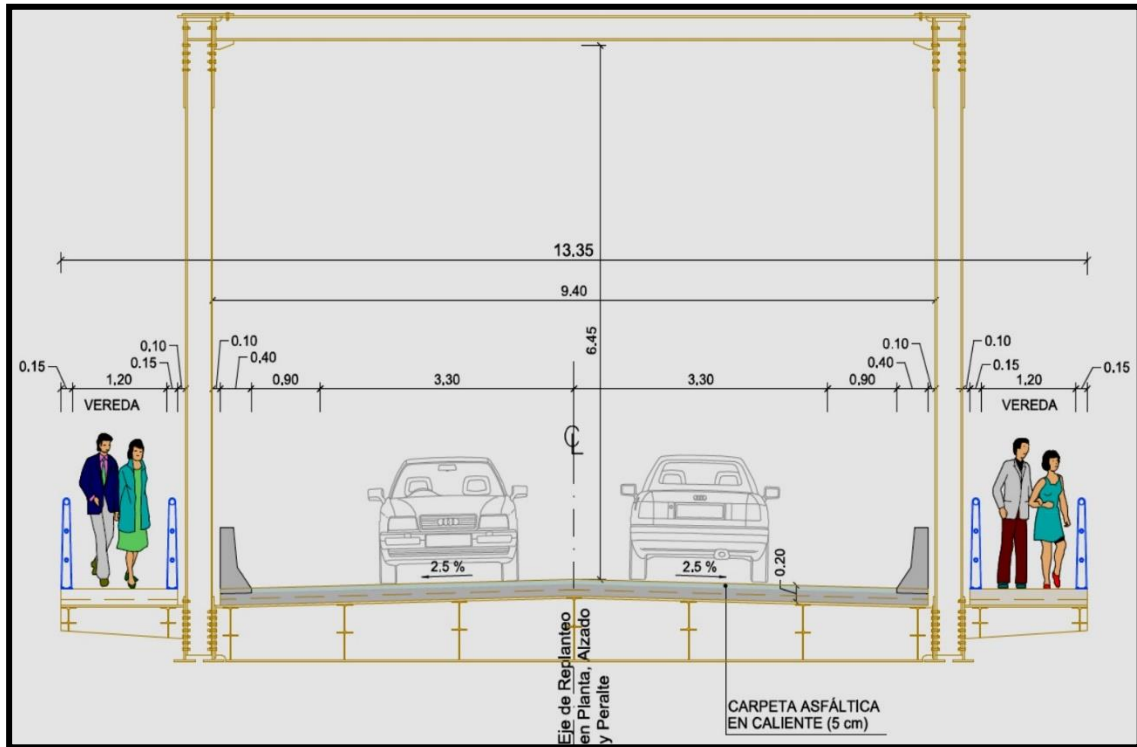 13.35
9.40
6.45
0.15
1.20
0.15
0.10
0.10
0.40
0.90
3.30
3.30
0.90
0.40
0.10
0.10
0.15
1.20
0.15
VEREDA
VEREDA
CL
2.5 %
2.5 %
0.20
Eje de Replanteo
en Planta, Alzado
y Peralte
CARPETA ASFÁLTICA
EN CALIENTE (5 cm)